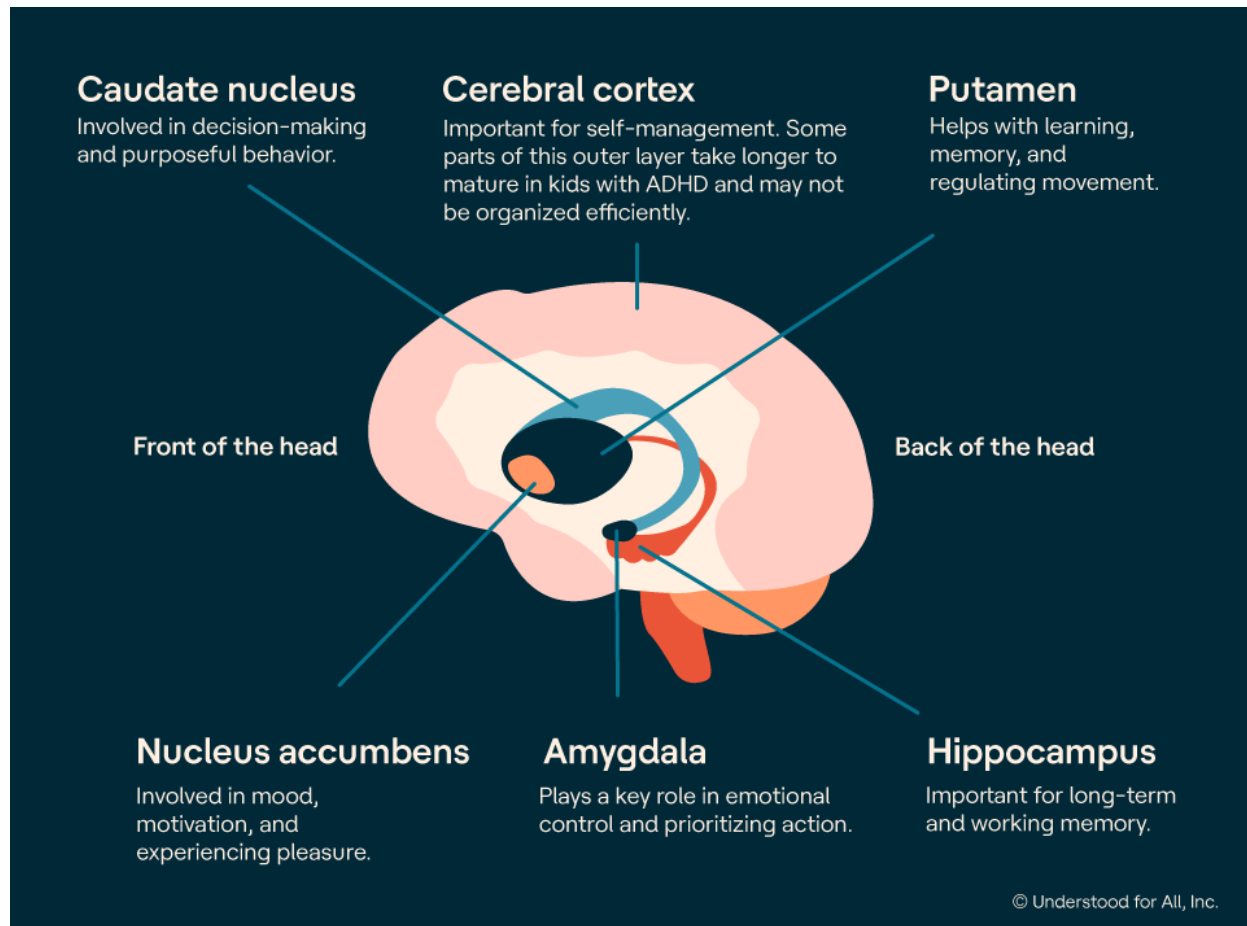 Caudate nucleus
Involved in decision-making
and purposeful behavior.
Cerebral cortex
Important for self-management. Some
parts of this outer layer take longer to
mature in kids with ADHD and may not
be organized efficiently.
Putamen
Helps with learning,
memory, and
regulating movement.
Front of the head
Back of the head
Nucleus accumbens
Involved in mood,
motivation, and
experiencing pleasure.
Amygdala
Plays a key role in emotional
control and prioritizing action.
Hippocampus
Important for long-term
and working memory.
© Understood for All, Inc.